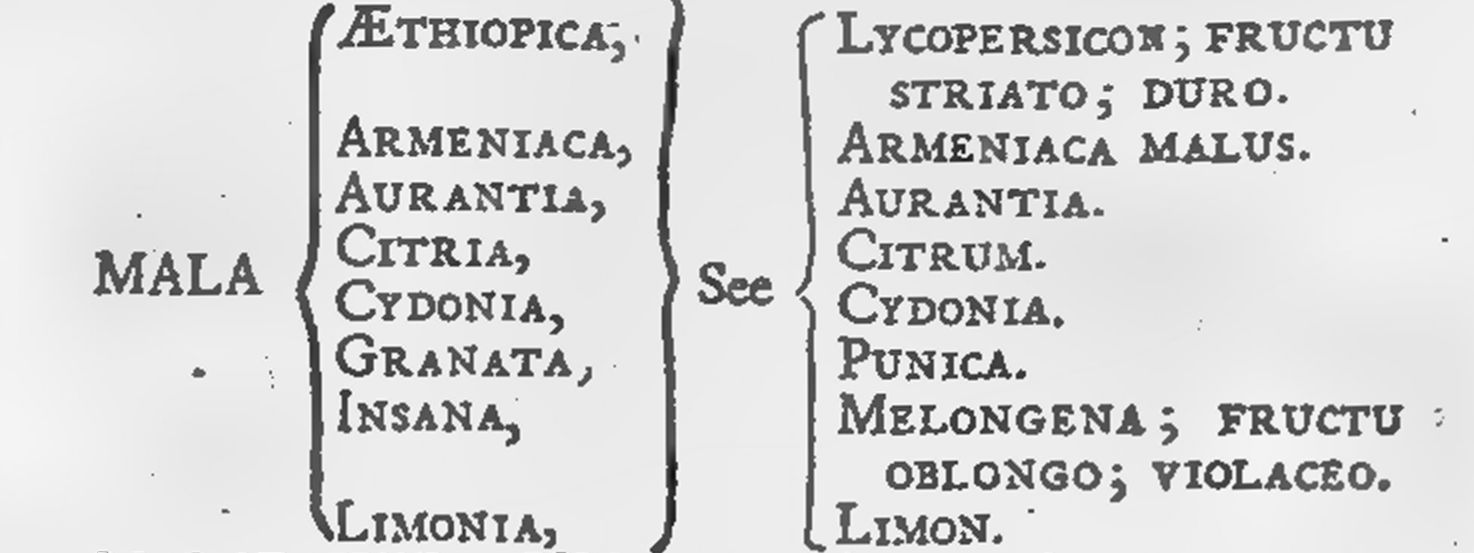 MALA
ÆTHIOPICA,
ARMENIACA,
AURANTIA,
CITRIA,
CYDONIA,
GRANATA,
INSANA,
LIMONIA,
See
LYCOPERSICON; FRUCTU
STRIATO; DURO.
ARMENIACA MALUS.
AURANTIA.
CITRUM.
CYDONIA.
PUNICA.
MELONGENA; FRUCTU
OBLONGO; VIOLACEO.
LIMON.